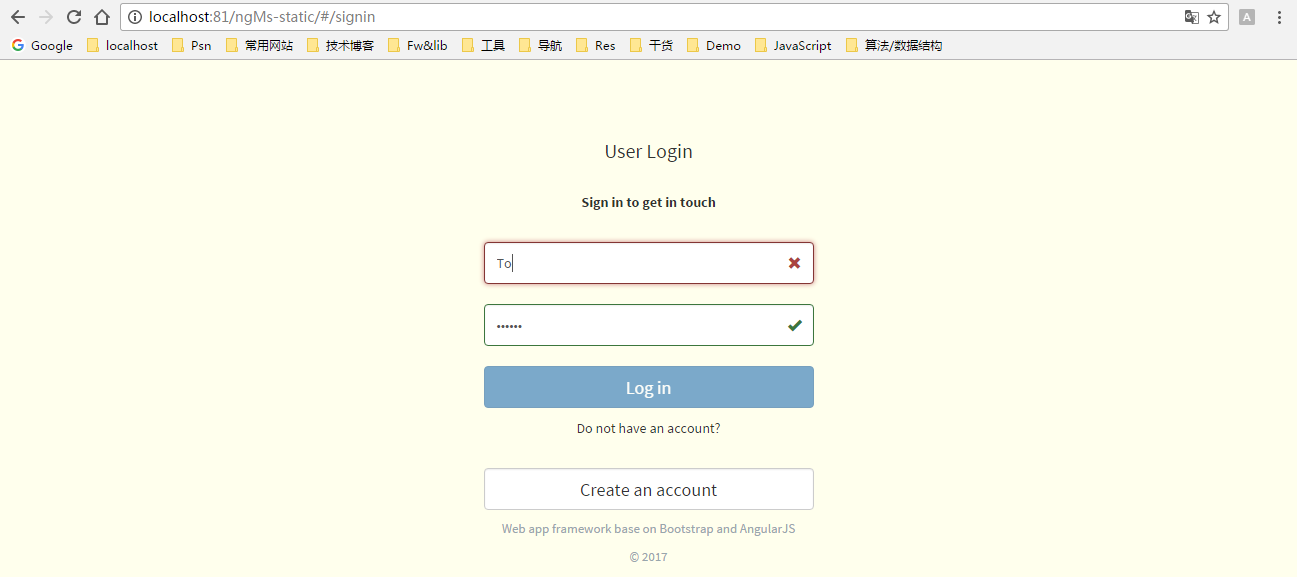 localhost:81/ngMs-static/#/signin
A
Google localhost Psn 常用网站 技术博客 Fw&lib 工具 导航 Res 干货 Demo JavaScript 算法/数据结构
User Login
Sign in to get in touch
To
••••••
Log in
Do not have an account?
Create an account
Web app framework base on Bootstrap and AngularJS
© 2017